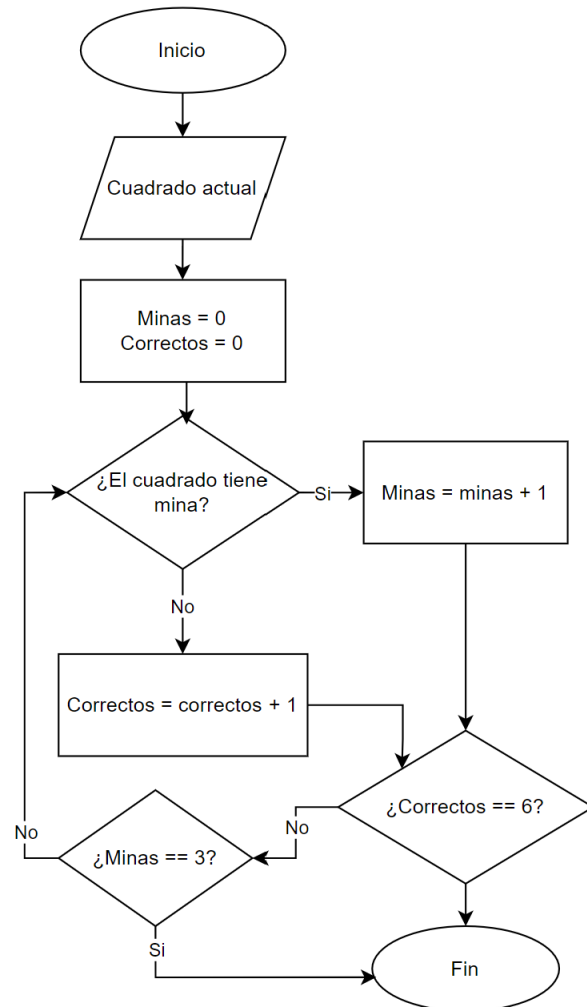 Inicio
Cuadrado actual
Minas = 0
Correctos = 0
¿El cuadrado tiene
mina?
Si
Minas = minas + 1
No
Correctos = correctos + 1
¿Correctos == 6?
No
¿Minas == 3?
No
Si
Fin